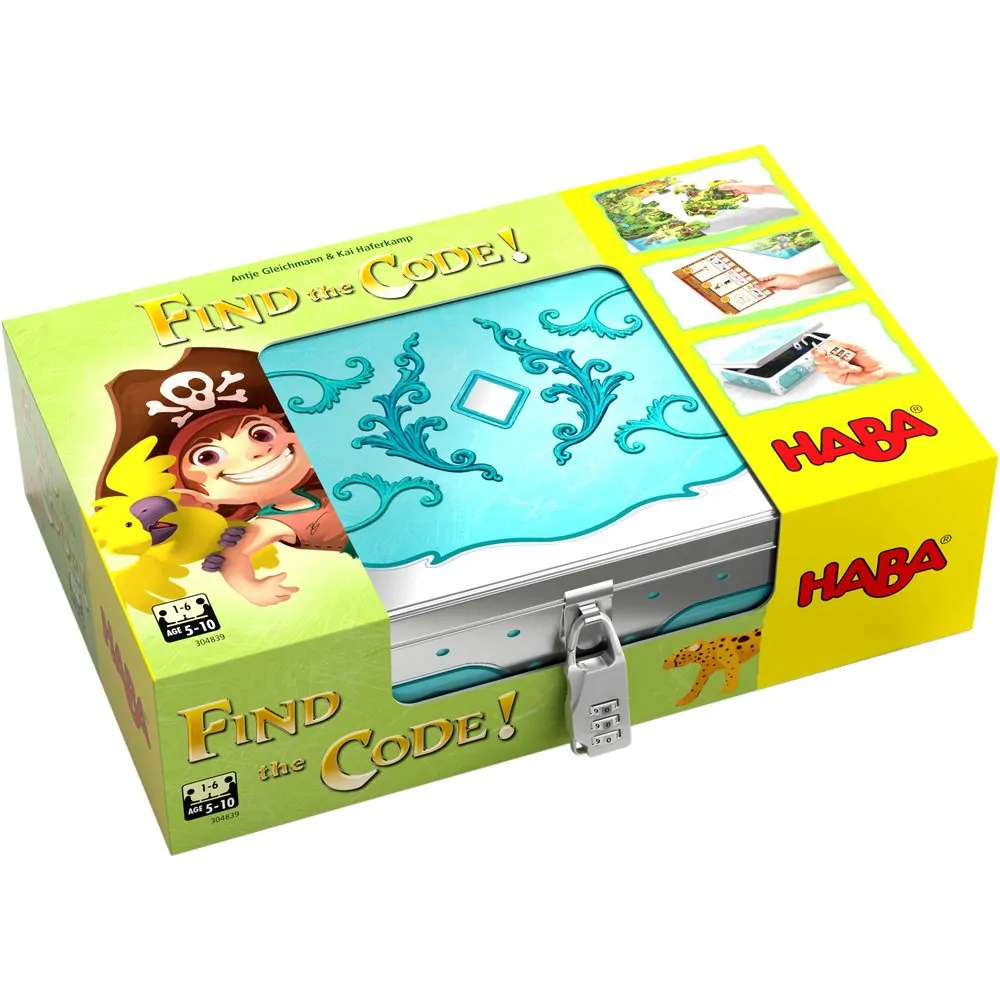 Antje Gleichmann & Kai Haferkamp
FIND the CODE!
HABA®
1-6
AGE 5-10
304839
HABA®
FIND
the CODE!
1-6
AGE 5-10
304839
HABA